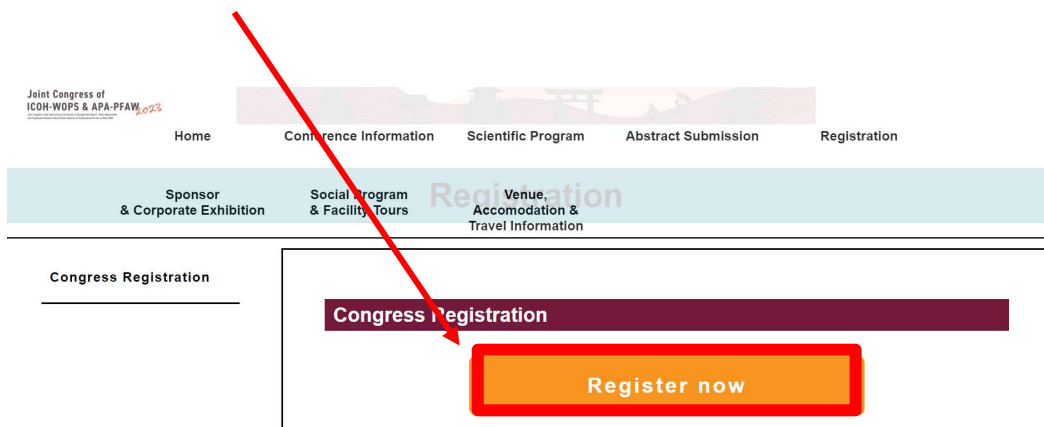 Joint Congress of
ICOH-WOPS & APA-PFAW 2023
Home
Conference Information
Scientific Program
Abstract Submission
Registration
Registration
Sponsor
& Corporate Exhibition
Social Program
& Facility Tours
Venue,
Accomodation &
Travel Information
Congress Registration
Congress Registration
Register now